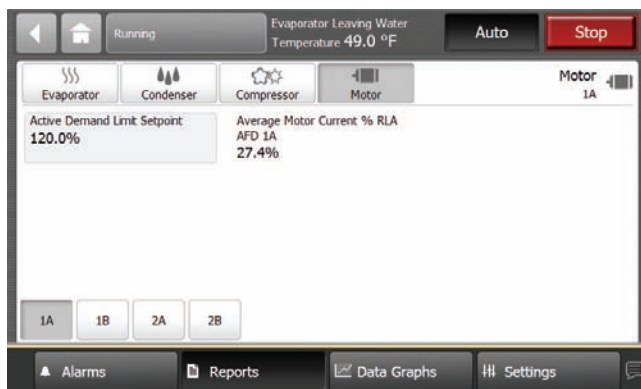 Running
Evaporator Leaving Water
Temperature 49.0 °F
Auto
Stop
Evaporator
Condenser
Compressor
Motor
Motor
1A
Active Demand Limit Setpoint
120.0%
Average Motor Current % RLA
AFD 1A
27.4%
1A
1B
2A
2B
Alarms
Reports
Data Graphs
Settings